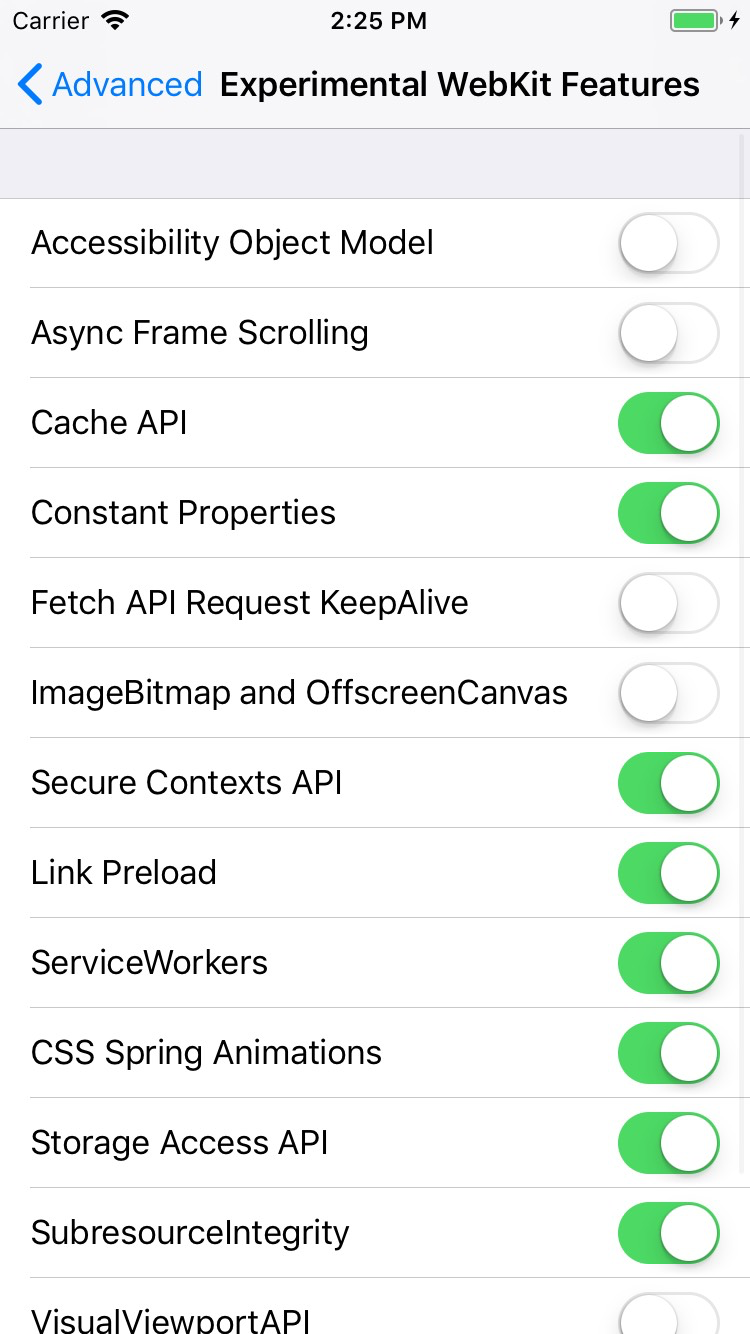 Carrier 2:25 PM
Advanced Experimental WebKit Features
Accessibility Object Model
Async Frame Scrolling
Cache API
Constant Properties
Fetch API Request KeepAlive
ImageBitmap and OffscreenCanvas
Secure Contexts API
Link Preload
ServiceWorkers
CSS Spring Animations
Storage Access API
SubresourceIntegrity
VisualViewportAPI